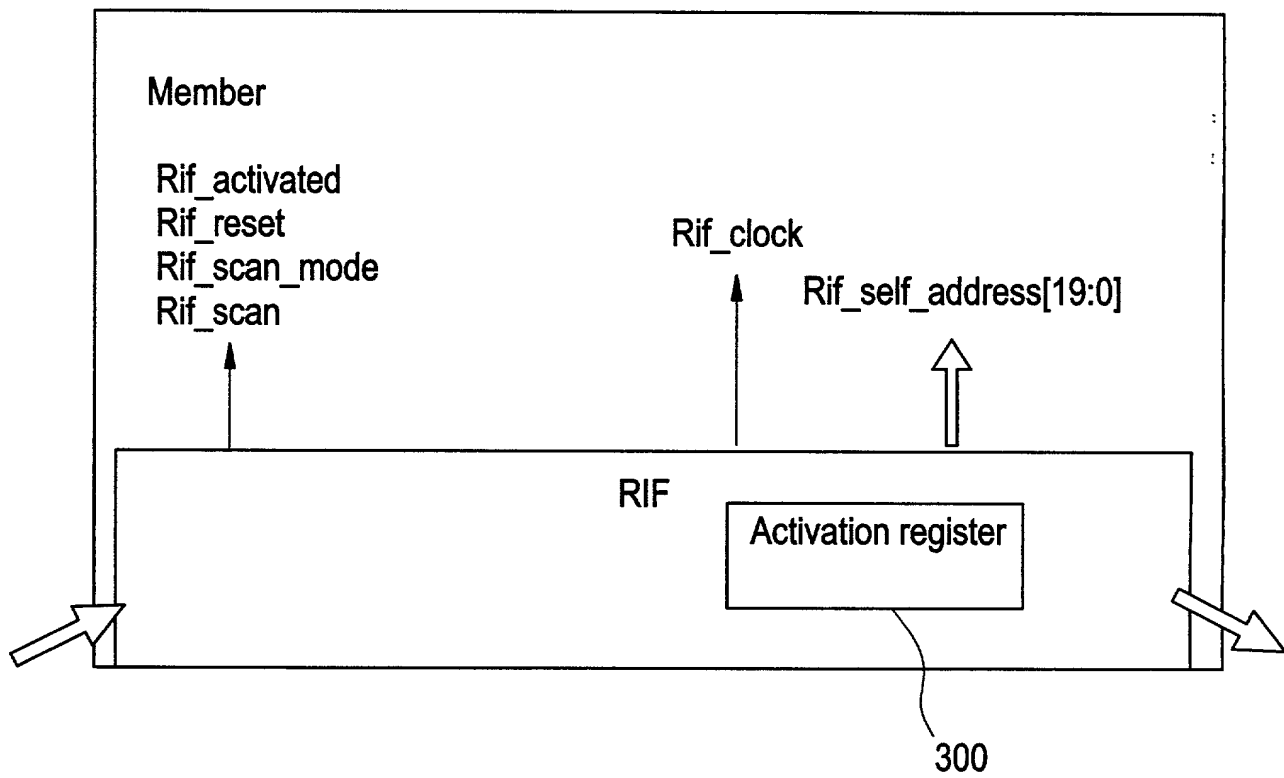 Member
Rif_activated
Rif_reset
Rif_scan_mode
Rif_scan
Rif_clock
Rif_self_address[19:0]
RIF
Activation register
300